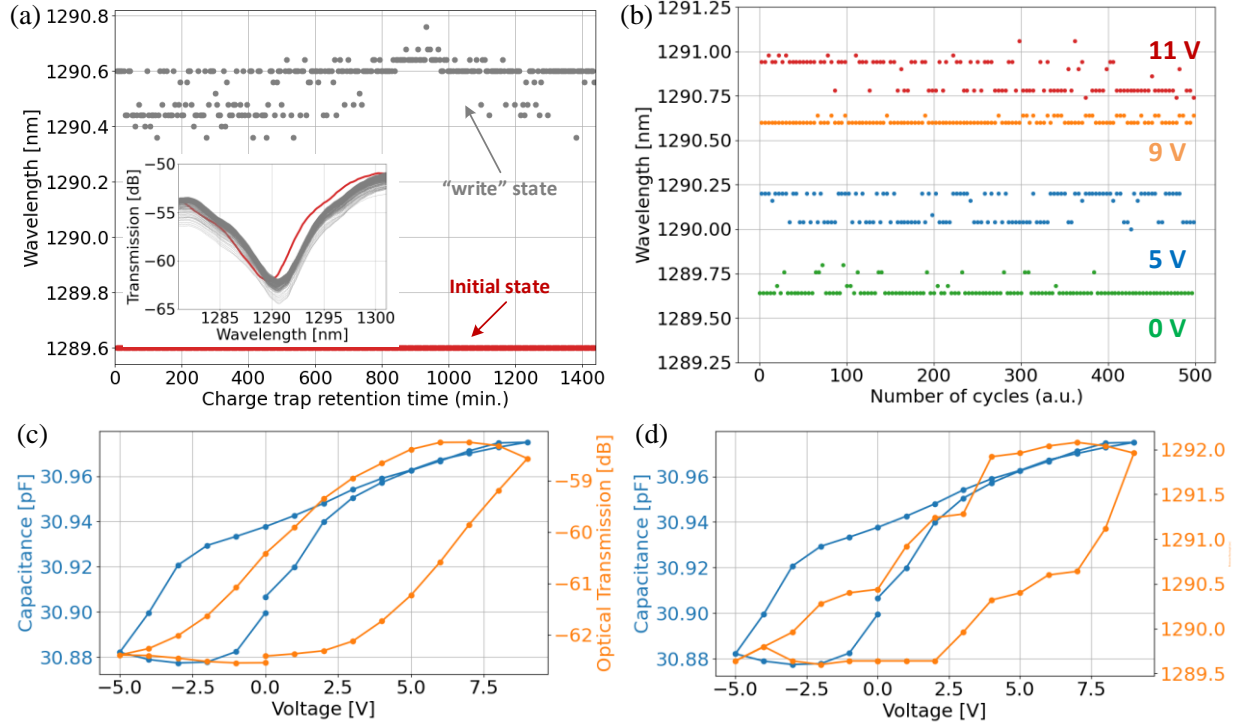 (a)
1290.8
1290.6
1290.4
1290.2
1290.0
1289.8
1289.6
Wavelength [nm]
0 200 400 600 800 1000 1200 1400
Charge trap retention time (min.)
“write” state
Initial state
−50
−55
−60
−65
Transmission [dB]
1285 1290 1295 1300
Wavelength [nm]
(b)
1291.25
1291.00
1290.75
1290.50
1290.25
1290.00
1289.75
1289.50
1289.25
Wavelength [nm]
0 100 200 300 400 500
Number of cycles (a.u.)
11 V
9 V
5 V
0 V
(c)
30.96
30.94
30.92
30.90
30.88
Capacitance [pF]
−59
−60
−61
−62
Optical Transmission [dB]
−5.0 −2.5 0.0 2.5 5.0 7.5
Voltage [V]
(d)
30.96
30.94
30.92
30.90
30.88
Capacitance [pF]
1292.0
1291.5
1291.0
1290.5
1290.0
1289.5
−5.0 −2.5 0.0 2.5 5.0 7.5
Voltage [V]